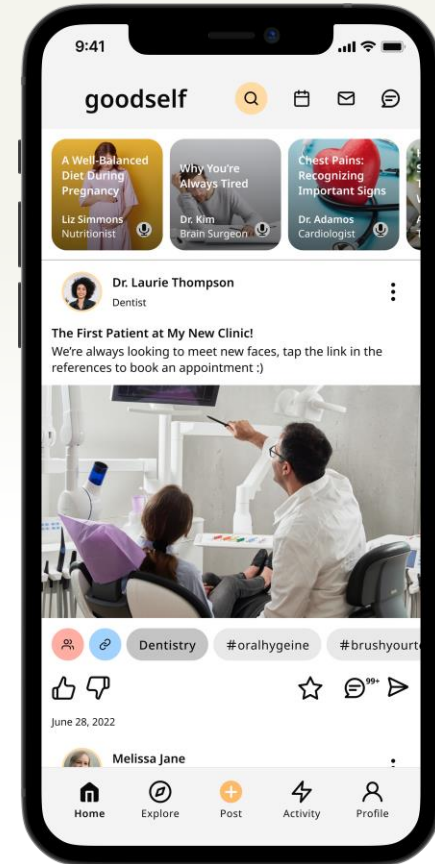 9:41
goodself
A Well-Balanced
Diet During
Pregnancy
Liz Simmons
Nutritionist
Why You're
Always Tired
Dr. Kim
Brain Surgeon
Chest Pains:
Recognizing
Important Signs
Dr. Adamos
Cardiologist
Dr. Laurie Thompson
Dentist
The First Patient at My New Clinic!
We're always looking to meet new faces, tap the link in the
references to book an appointment :)
Dentistry #oralhygeine #brushyourt
99+
June 28, 2022
Melissa Jane
Home Explore Post Activity Profile